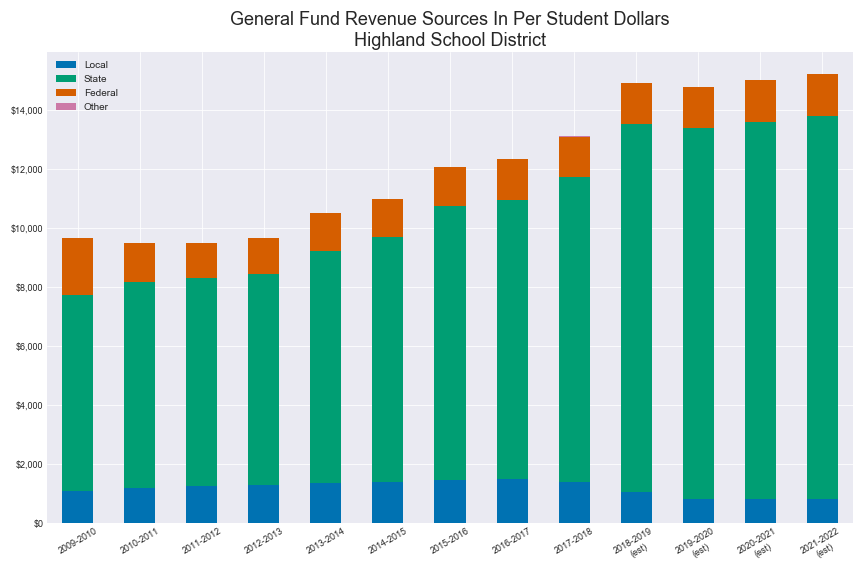 General Fund Revenue Sources In Per Student Dollars
Highland School District
Local
State
Federal
Other
$14,000
$12,000
$10,000
$8,000
$6,000
$4,000
$2,000
$0
2009-2010
2010-2011
2011-2012
2012-2013
2013-2014
2014-2015
2015-2016
2016-2017
2017-2018
2018-2019
(est)
2019-2020
(est)
2020-2021
(est)
2021-2022
(est)